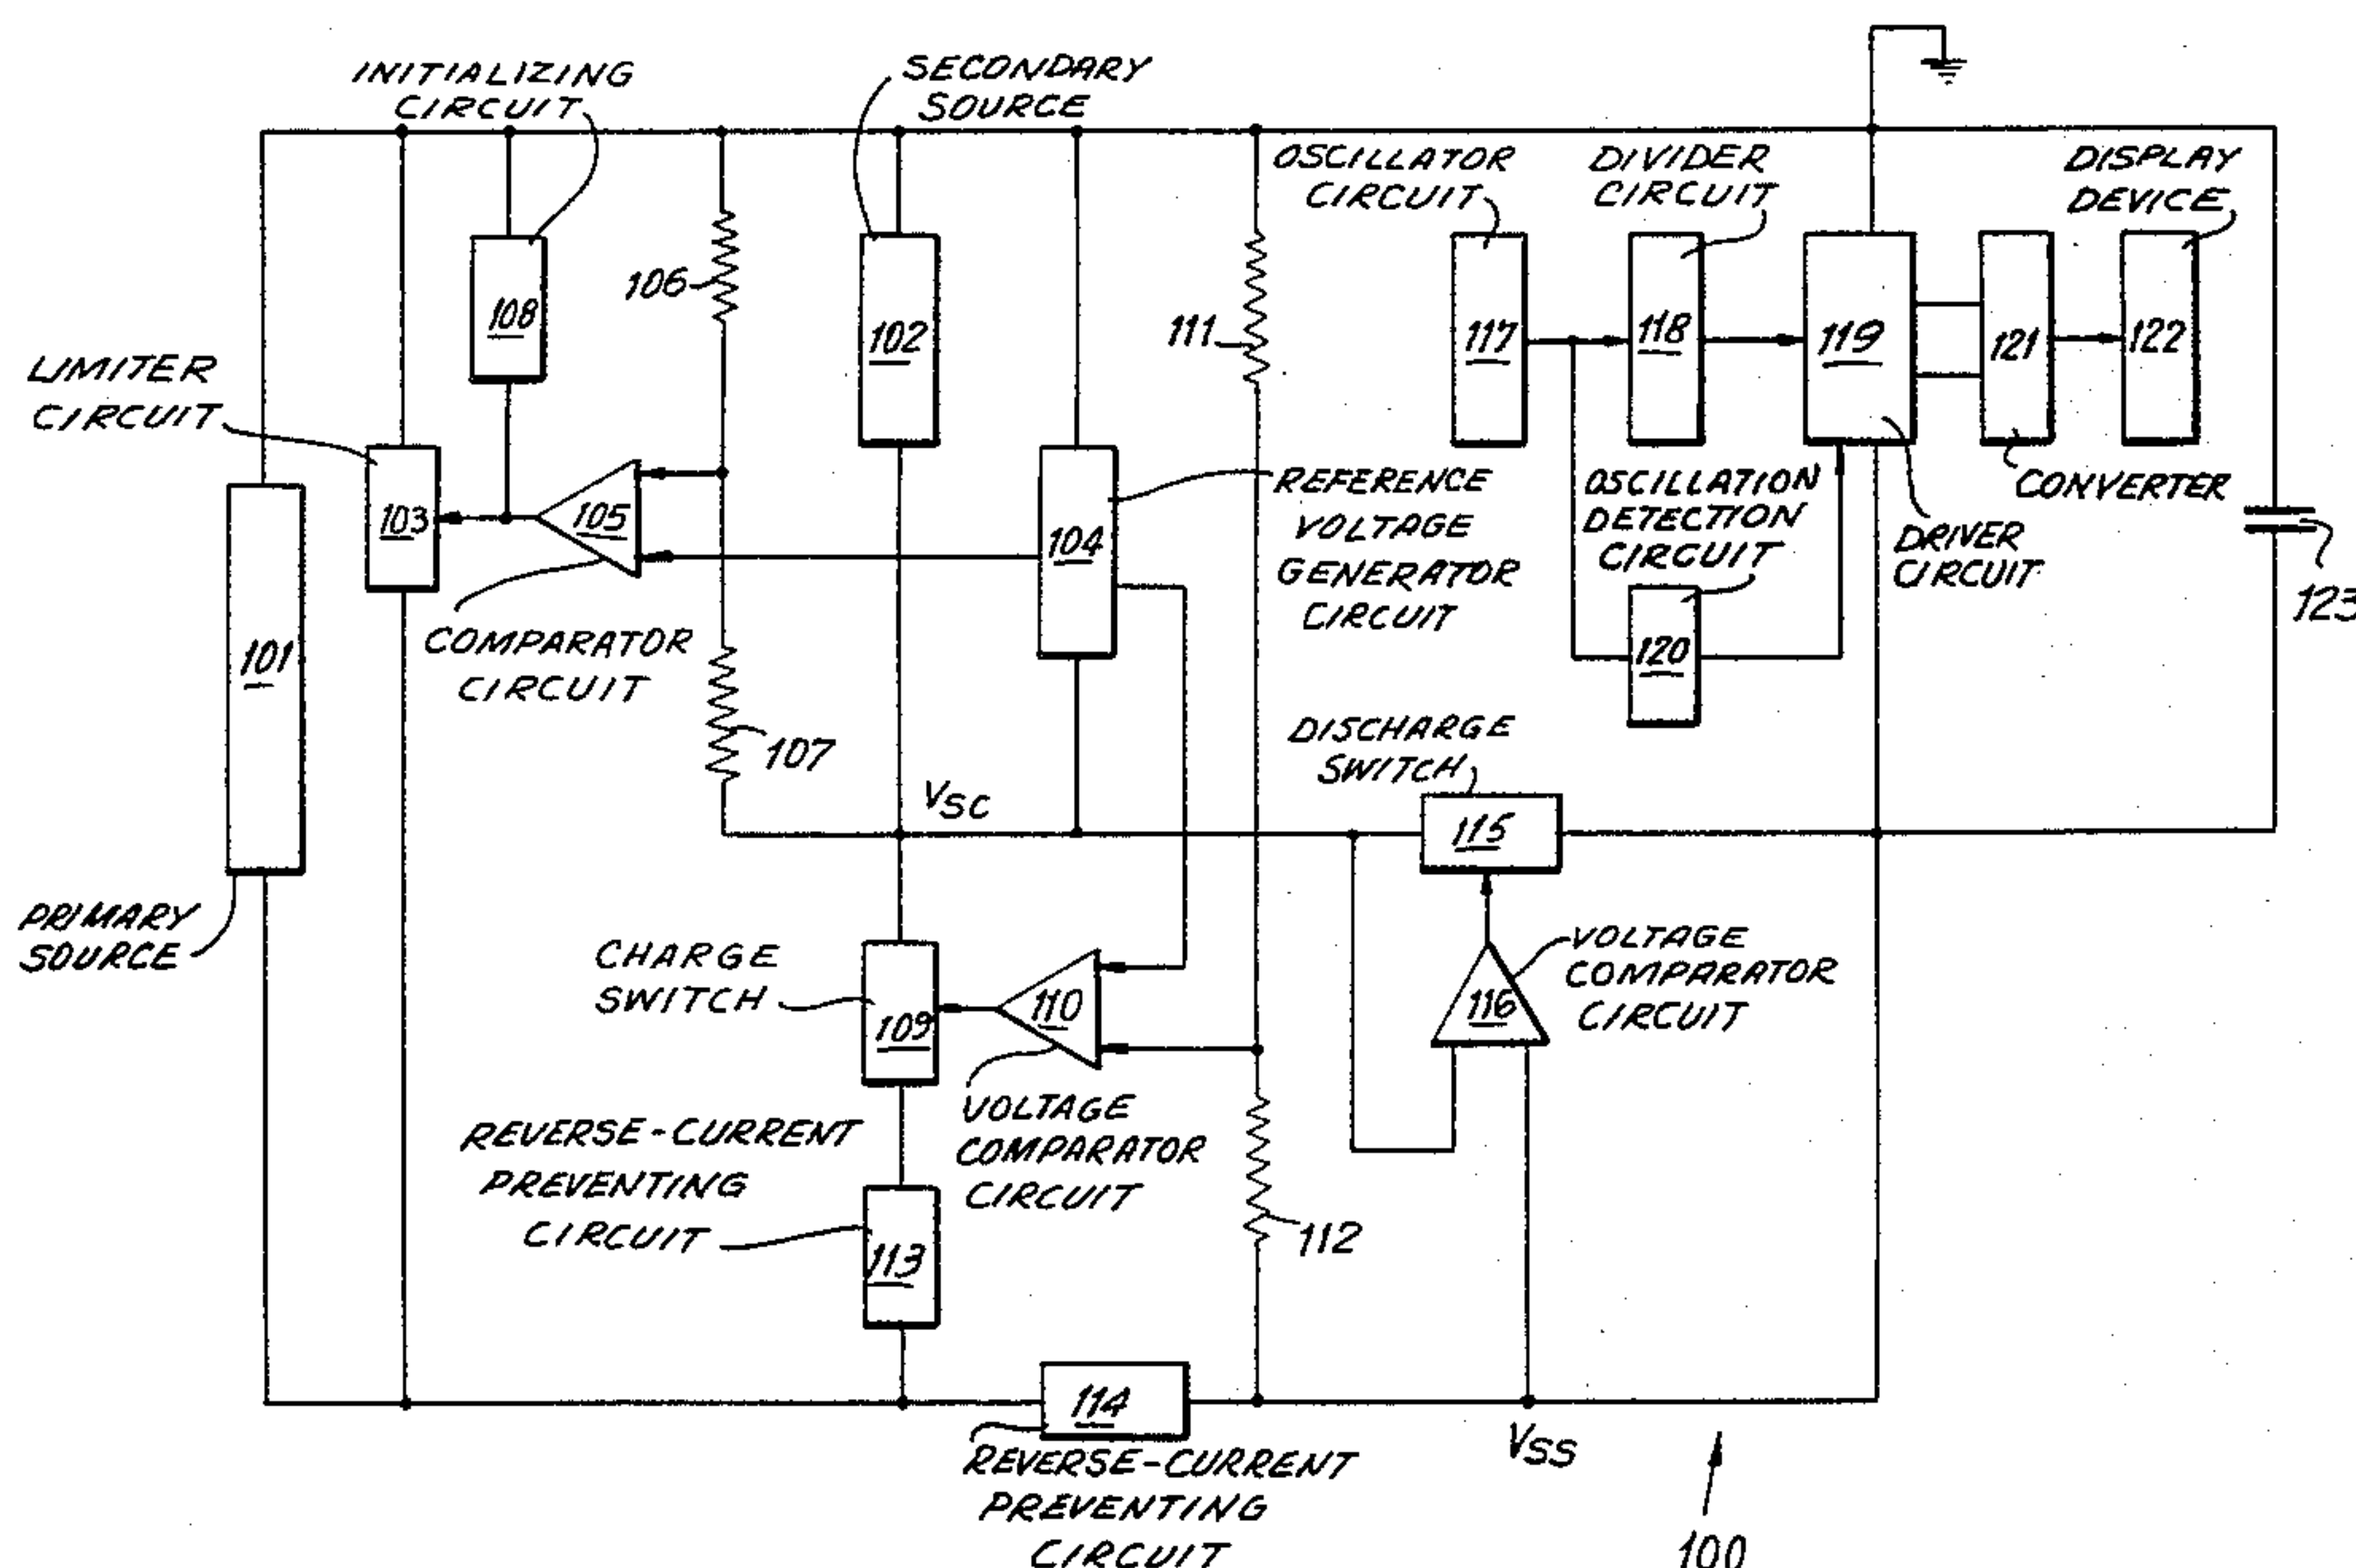 INITIALIZING
CIRCUIT
SECONDARY
SOURCE
OSCILLATOR
CIRCUIT
DIVIDER
CIRCUIT
DISPLAY
DEVICE
LIMITER
CIRCUIT
108
106
102
111
117
118
119
121
122
103
105
104
REFERENCE
VOLTAGE
GENERATOR
CIRCUIT
OSCILLATION
DETECTION
CIRCUIT
CONVERTER
DRIVER
CIRCUIT
123
101
COMPARATOR
CIRCUIT
120
107
DISCHARGE
SWITCH
VSC
115
PRIMARY
SOURCE
CHARGE
SWITCH
109
110
116
VOLTAGE
COMPARATOR
CIRCUIT
REVERSE-CURRENT
PREVENTING
CIRCUIT
VOLTAGE
COMPARATOR
CIRCUIT
113
112
114
VSS
REVERSE-CURRENT
PREVENTING
CIRCUIT
100